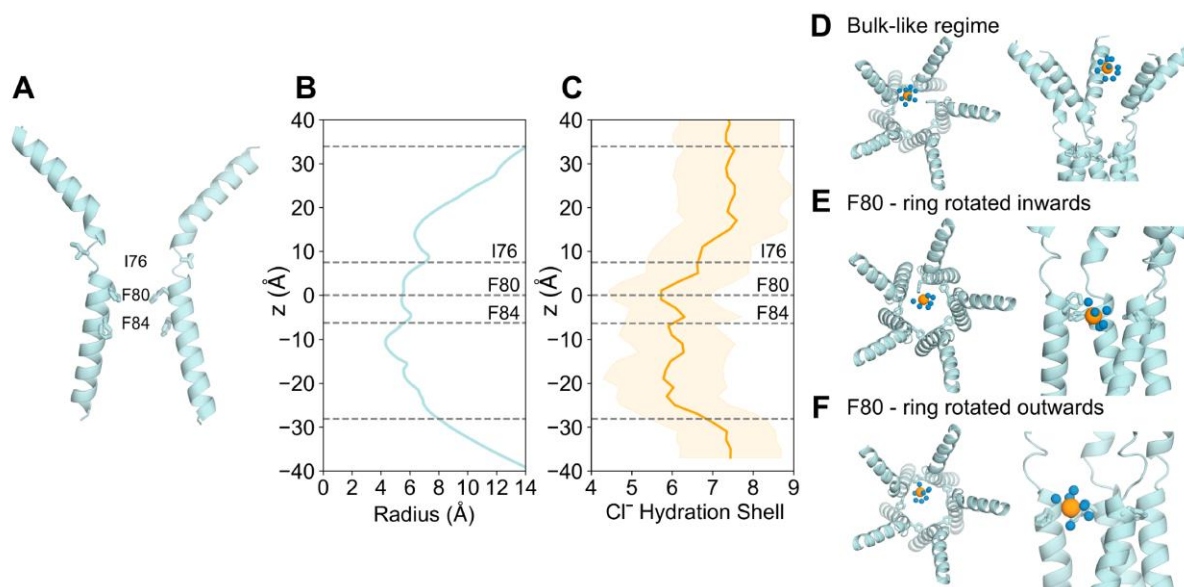 A
I76
F80
F84
B
40
30
20
10
0
−10
−20
−30
−40
z (Å)
I76
F80
F84
0 2 4 6 8 10 12 14
Radius (Å)
C
40
30
20
10
0
−10
−20
−30
−40
z (Å)
I76
F80
F84
4 5 6 7 8 9
Cl⁻ Hydration Shell
D Bulk-like regime
E F80 - ring rotated inwards
F F80 - ring rotated outwards